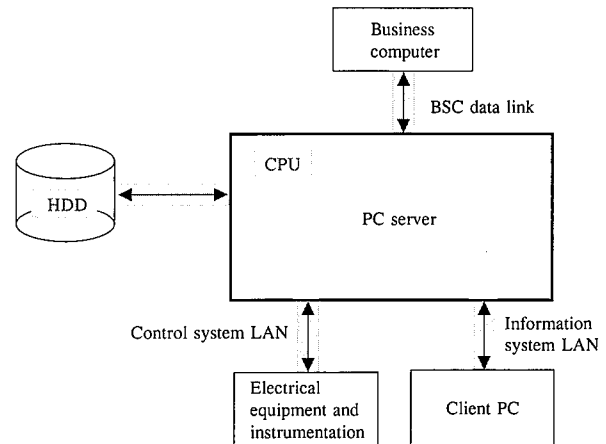 Business
computer
BSC data link
CPU
HDD
PC server
Control system LAN
Information
system LAN
Electrical
equipment and
instrumentation
Client PC